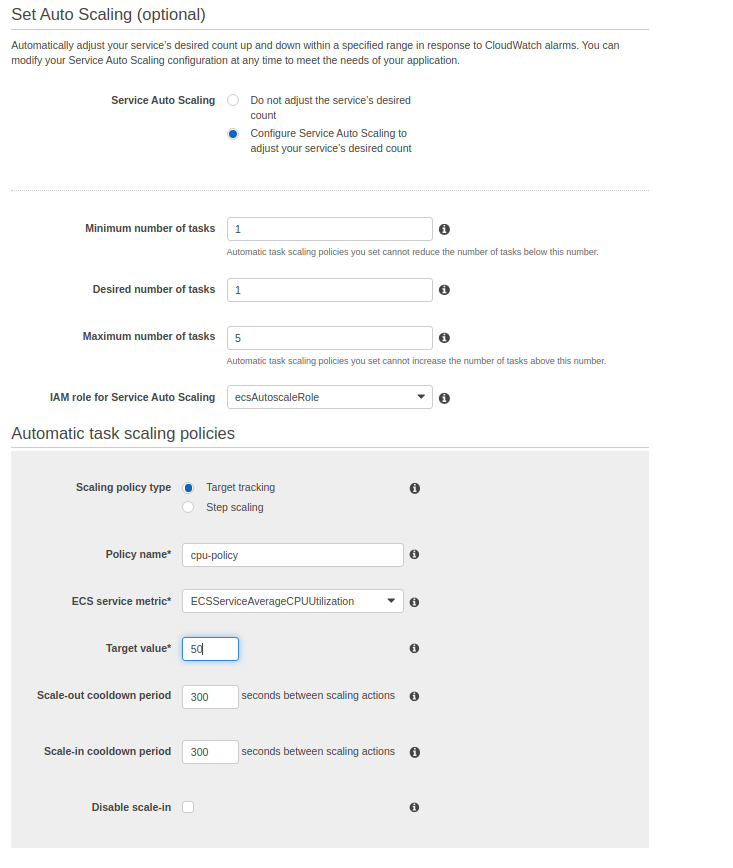 Set Auto Scaling (optional)
Automatically adjust your service's desired count up and down within a specified range in response to CloudWatch alarms. You can
modify your Service Auto Scaling configuration at any time to meet the needs of your application.
Service Auto Scaling
Do not adjust the service's desired
count
Configure Service Auto Scaling to
adjust your service's desired count
Minimum number of tasks 1
Automatic task scaling policies you set cannot reduce the number of tasks below this number.
Desired number of tasks 1
Maximum number of tasks 5
Automatic task scaling policies you set cannot increase the number of tasks above this number.
IAM role for Service Auto Scaling ecsAutoscaleRole
Automatic task scaling policies
Scaling policy type Target tracking
Step scaling
Policy name* cpu-policy
ECS service metric* ECSServiceAverageCPUUtilization
Target value* 50
Scale-out cooldown period 300 seconds between scaling actions
Scale-in cooldown period 300 seconds between scaling actions
Disable scale-in